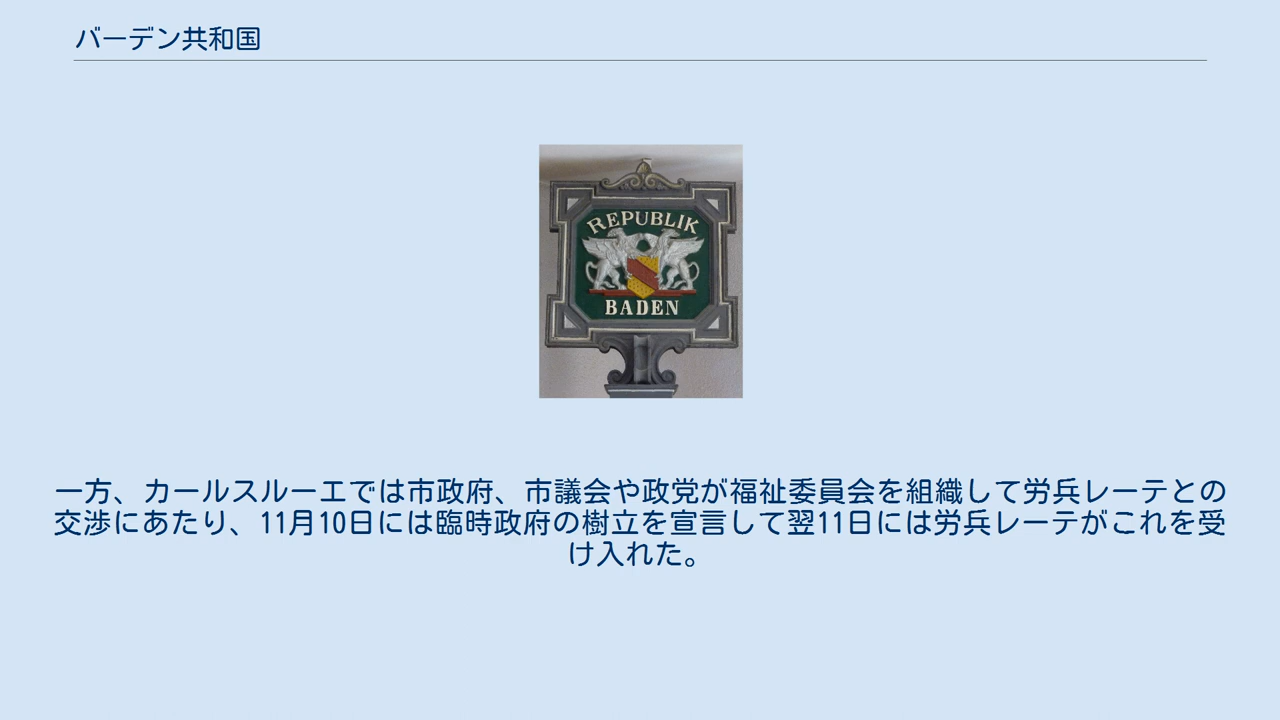 バーデン共和国
REPUBLIK
BADEN
一方、カールスルーエでは市政府、市議会や政党が福祉委員会を組織して労兵レーテとの
交渉にあたり、11月10日には臨時政府の樹立を宣言して翌11日には労兵レーテがこれを受
け入れた。